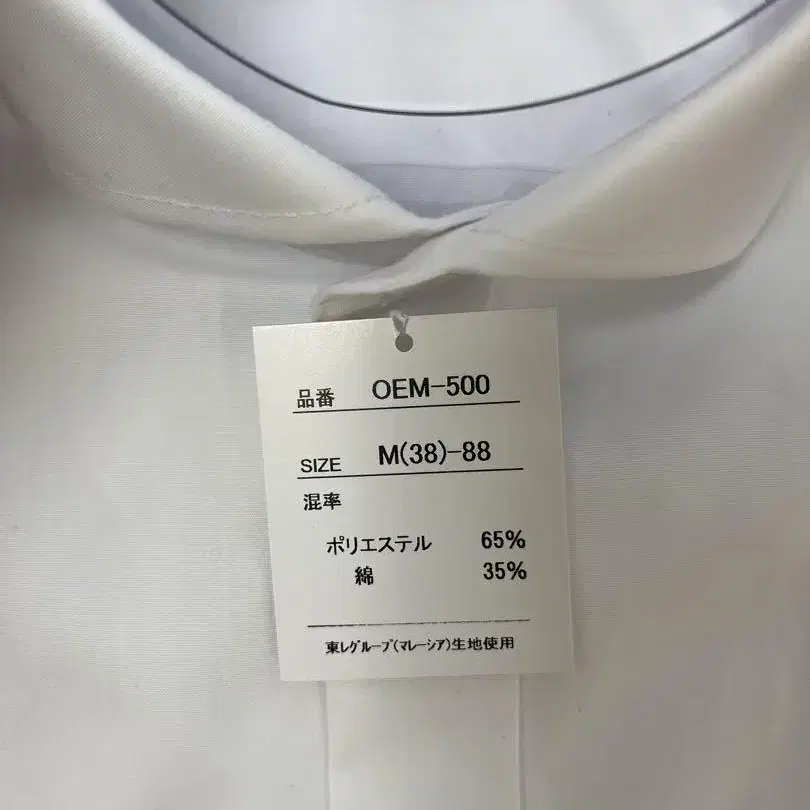 品番 OEM-500
SIZE M(38)-88
混率
ポリエステル 65%
綿 35%
東レグループ(マレーシア)生地使用